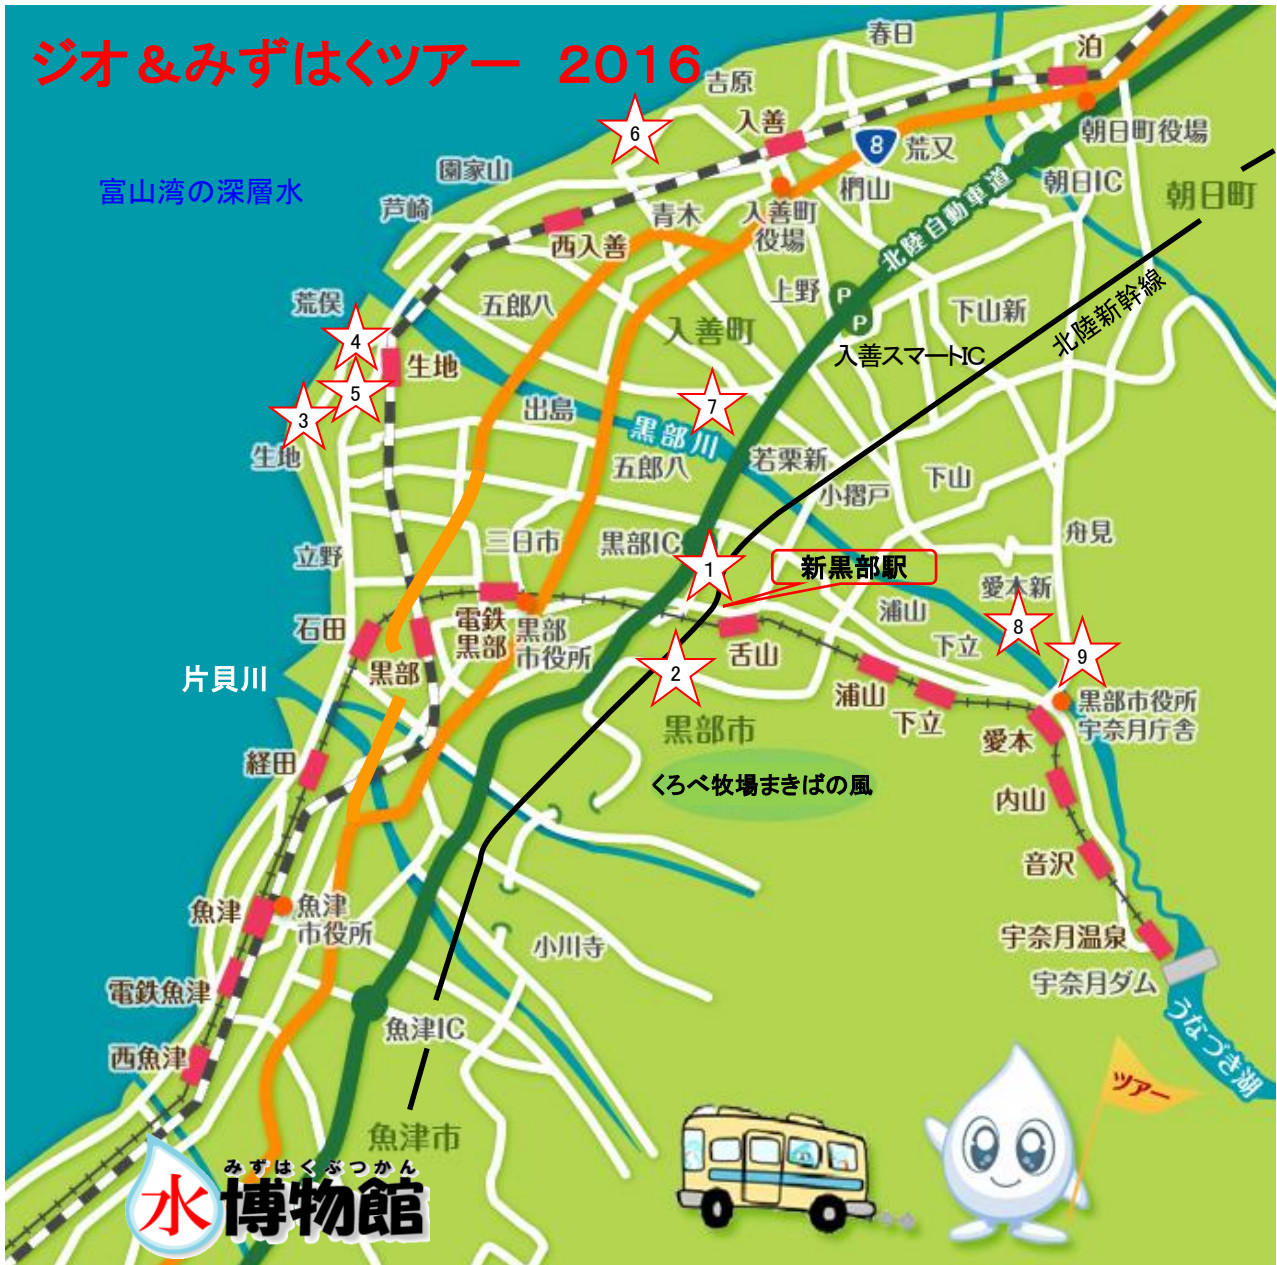 ジオ＆みずはくツアー　２０１６
春日
泊
吉原
6
入善
8
荒又
朝日町役場
園家山
富山湾の深層水
朝日IC
朝日町
椚山
芦崎
青木
入善町
役場
北陸自動車道
西入善
上野
P
P
荒俣
五郎八
下山新
北陸新幹線
入善町
4
入善スマートIC
生地
5
7
3
出島
黒部川
生地
五郎八
若栗新
下山
小摺戸
舟見
三日市
黒部IC
立野
1
新黒部駅
愛本新
石田
電鉄
黒部
黒部
市役所
浦山
8
舌山
下立
9
片貝川
黒部
2
浦山
黒部市役所
宇奈月庁舎
下立
黒部市
愛本
経田
くろべ牧場まきばの風
内山
音沢
魚津
魚津
市役所
小川寺
宇奈月温泉
宇奈月ダム
電鉄魚津
うなづき湖
魚津IC
西魚津
ツアー
魚津市
みずはくぶつかん
水博物館